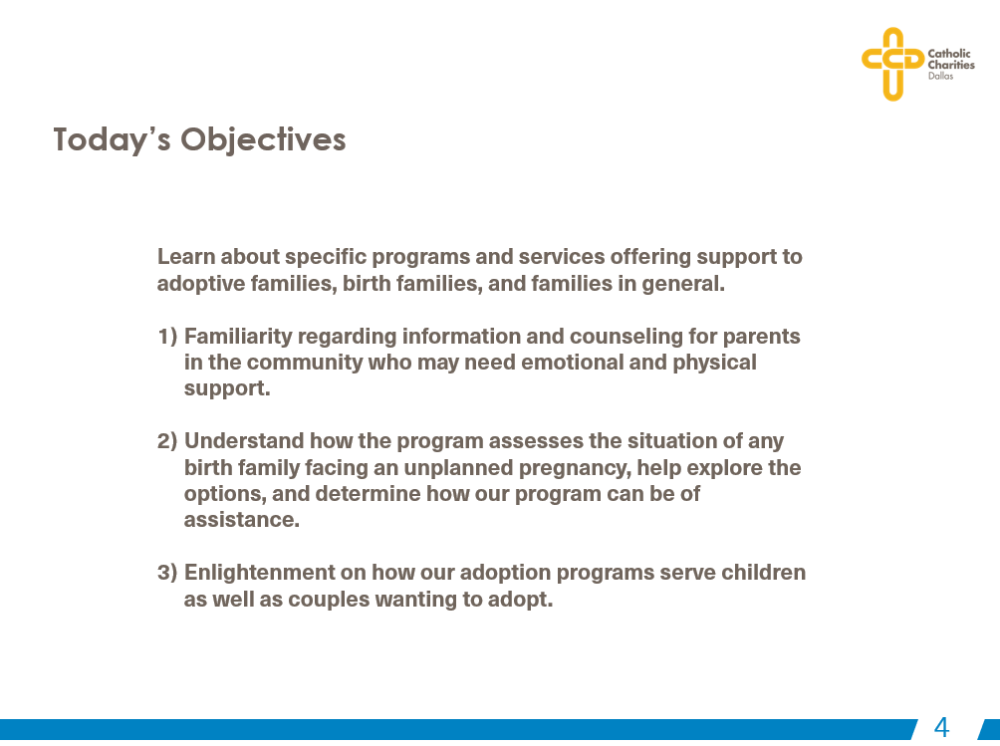 CCD
Catholic
Charities
Dallas
Today’s Objectives
Learn about specific programs and services offering support to
adoptive families, birth families, and families in general.
1) Familiarity regarding information and counseling for parents
in the community who may need emotional and physical
support.
2) Understand how the program assesses the situation of any
birth family facing an unplanned pregnancy, help explore the
options, and determine how our program can be of
assistance.
3) Enlightenment on how our adoption programs serve children
as well as couples wanting to adopt.
4